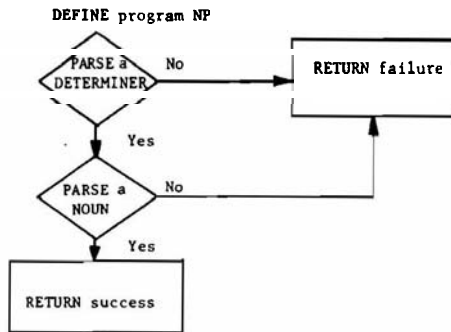 DEFINE program NP
PARSE a
DETERMINER
No
RETURN failure
Yes
PARSE a
NOUN
No
Yes
RETURN success